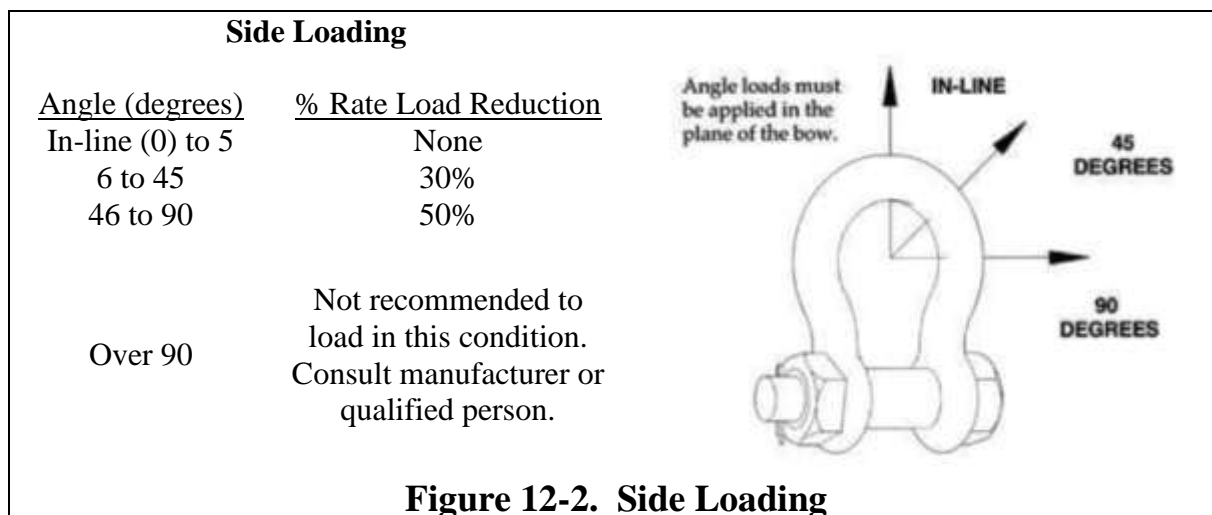 Side Loading
Angle (degrees) % Rate Load Reduction
In-line (0) to 5 None
6 to 45 30%
46 to 90 50%
Over 90
Not recommended to
load in this condition.
Consult manufacturer or
qualified person.
Angle loads must
be applied in the
plane of the bow.
IN-LINE
45
DEGREES
90
DEGREES
Figure 12-2. Side Loading